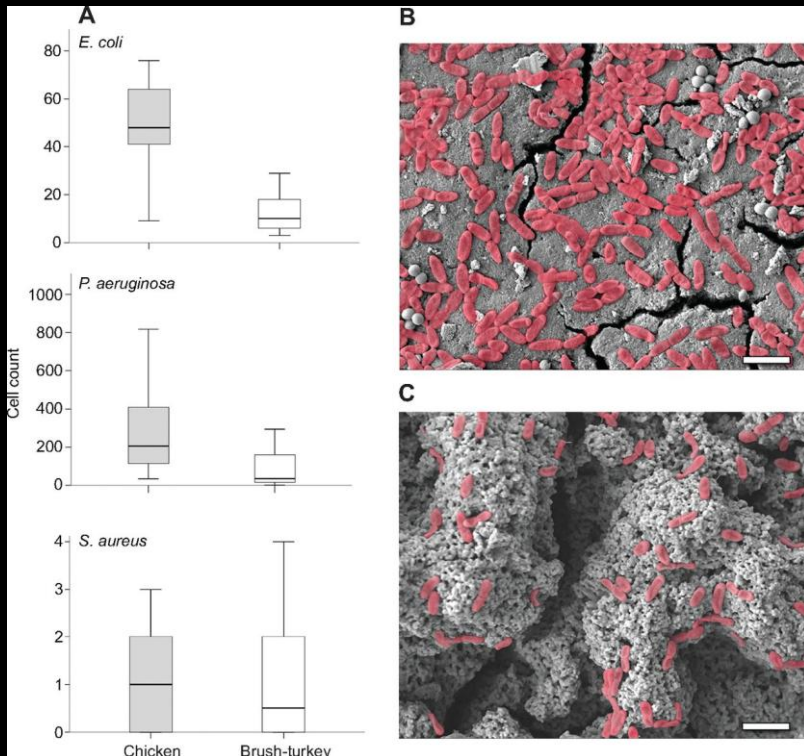 A
E. coli
80
60
40
20
0
P. aeruginosa
1000
800
600
400
200
0
Cell count
S. aureus
4
3
2
1
0
Chicken Brush-turkey
B
C